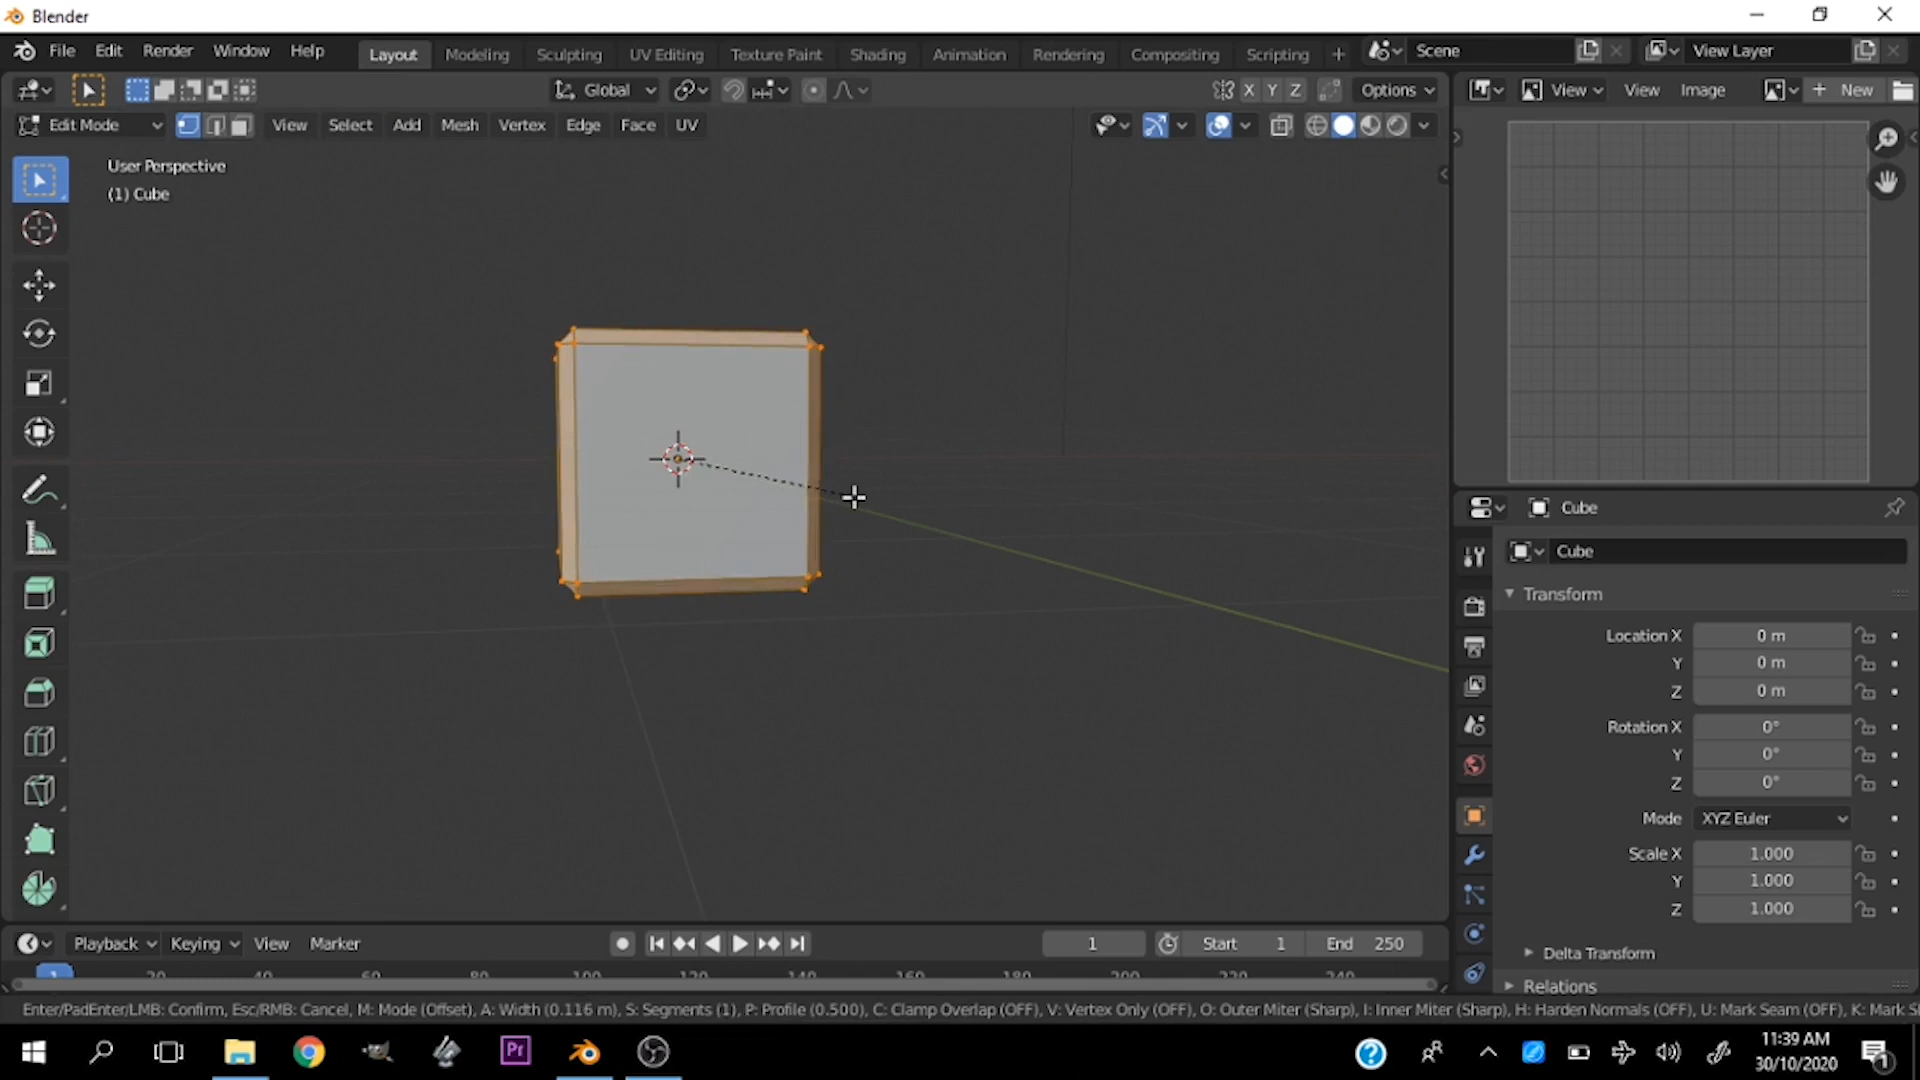 Blender
File Edit Render Window Help
Layout Modeling Sculpting UV Editing Texture Paint Shading Animation Rendering Compositing Scripting + Scene View Layer
Global X Y Z Options View View Image + New
Edit Mode View Select Add Mesh Vertex Edge Face UV
User Perspective
(1) Cube
Cube
Cube
Transform
Location X 0 m
Y 0 m
Z 0 m
Rotation X 0°
Y 0°
Z 0°
Mode XYZ Euler
Scale X 1.000
Y 1.000
Z 1.000
Delta Transform
Relations
Playback Keying View Marker 1 Start 1 End 250
1 20 40 60 80 100 120 140 160 180 200 220 240
Enter/PadEnter/LMB: Confirm, Esc/RMB: Cancel, M: Mode (Offset), A: Width (0.116 m), S: Segments (1), P: Profile (0.500), C: Clamp Overlap (OFF), V: Vertex Only (OFF), O: Outer Miter (Sharp), I: Inner Miter (Sharp), H: Harden Normals (OFF), U: Mark Seam (OFF), K: Mark S
Pr
11:39 AM
30/10/2020
1